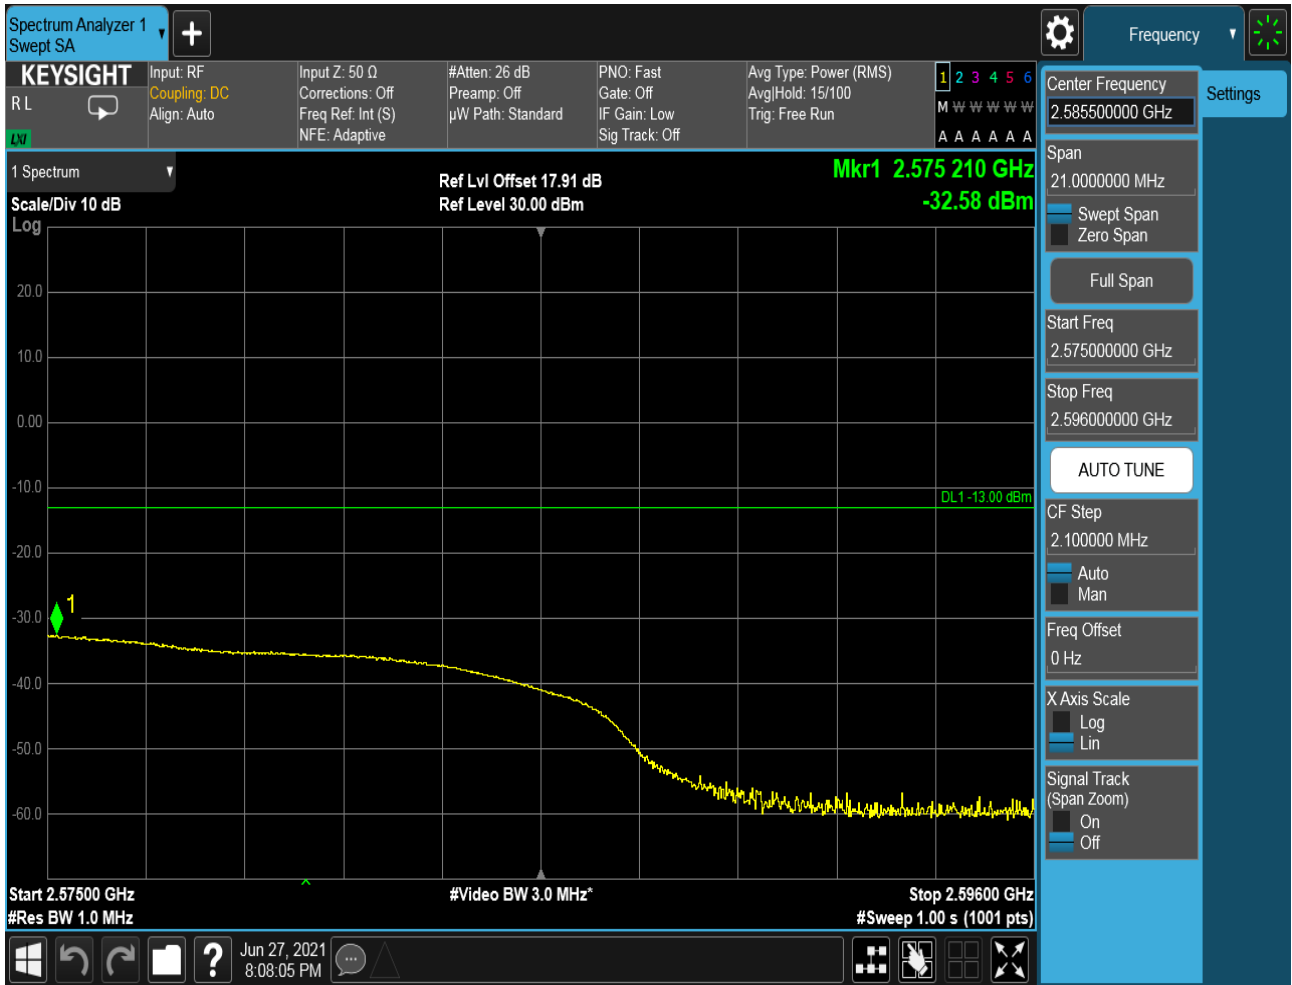 Spectrum Analyzer 1
Swept SA
Frequency
KEYSIGHT
R L
LXI
Input: RF
Coupling: DC
Align: Auto
Input Z: 50 Ω
Corrections: Off
Freq Ref: Int (S)
NFE: Adaptive
#Atten: 26 dB
Preamp: Off
µW Path: Standard
PNO: Fast
Gate: Off
IF Gain: Low
Sig Track: Off
Avg Type: Power (RMS)
Avg|Hold: 15/100
Trig: Free Run
1 2 3 4 5 6
M W W W W W
A A A A A A
1 Spectrum
Scale/Div 10 dB
Log
Ref Lvl Offset 17.91 dB
Ref Level 30.00 dBm
Mkr1 2.575 210 GHz
-32.58 dBm
20.0
10.0
0.00
-10.0
DL1 -13.00 dBm
-20.0
-30.0
1
-40.0
-50.0
-60.0
Start 2.57500 GHz
#Res BW 1.0 MHz
#Video BW 3.0 MHz*
Stop 2.59600 GHz
#Sweep 1.00 s (1001 pts)
Center Frequency
2.585500000 GHz
Settings
Span
21.0000000 MHz
Swept Span
Zero Span
Full Span
Start Freq
2.575000000 GHz
Stop Freq
2.596000000 GHz
AUTO TUNE
CF Step
2.100000 MHz
Auto
Man
Freq Offset
0 Hz
X Axis Scale
Log
Lin
Signal Track
(Span Zoom)
On
Off
?
Jun 27, 2021
8:08:05 PM